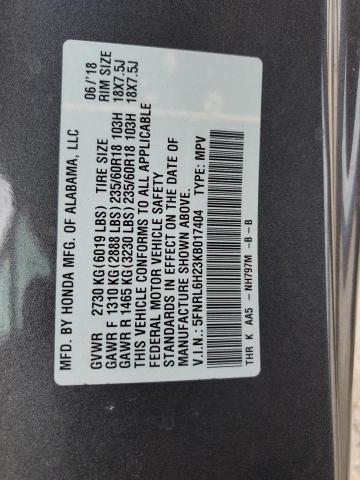 MFD. BY HONDA MFG. OF ALABAMA, LLC 06/'18
GVWR 2730 KG(6019 LBS) TIRE SIZE RIM SIZE
GAWR F 1310 KG(2888 LBS) 235/60R18 103H 18X7.5J
GAWR R 1465 KG(3230 LBS) 235/60R18 103H 18X7.5J
THIS VEHICLE CONFORMS TO ALL APPLICABLE
FEDERAL MOTOR VEHICLE SAFETY
STANDARDS IN EFFECT ON THE DATE OF
MANUFACTURE SHOWN ABOVE.
V.I.N.: 5FNRL6H23KB017404 TYPE: MPV
THR K AA5 - NH797M -B-B